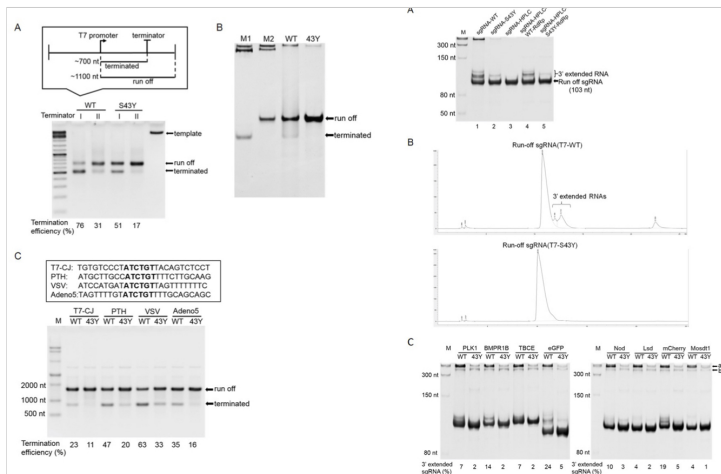 A
T7 promoter terminator
~700 nt
terminated
~1100 nt
run off
WT S43Y
Terminator I II I II
template
run off
terminated
Termination efficiency (%) 76 31 51 17
B
M1 M2 WT 43Y
run off
terminated
C
T7-CJ: TGTGTCCCTATCTGTTACAGTCTCCT
PTH: ATGCTTGCCATCTGTTTTCTTGCAAG
VSV: ATCCATGATATCTGTTAGTTTTTTTC
Adeno5: TAGTTTTGTATCTGTTTTGCAGCAGC
T7-CJ PTH VSV Adeno5
M WT 43Y WT 43Y WT 43Y WT 43Y
2000 nt
1000 nt
500 nt
run off
terminated
Termination efficiency (%) 23 11 47 20 63 33 35 16
A
M sgRNA-WT sgRNA-S43Y sgRNA-HPLC sgRNA-HPLC-WT-RdRp sgRNA-HPLC-S43Y-RdRp
300 nt
150 nt
80 nt
50 nt
3' extended RNA
Run off sgRNA
(103 nt)
1 2 3 4 5
B
Run-off sgRNA(T7-WT)
3' extended RNAs
Run-off sgRNA(T7-S43Y)
C
PLK1 BMPR1B TBCE eGFP
M WT 43Y WT 43Y WT 43Y WT 43Y
300 nt
80 nt
3' extended sgRNA (%) 7 2 14 2 7 2 24 5
Nod Lsd mCherry Mosdt1
M WT 43Y WT 43Y WT 43Y WT 43Y
300 nt
80 nt
3' extended sgRNA (%) 10 3 4 2 19 5 4 1